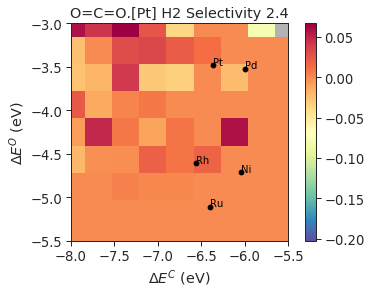 O=C=O.[Pt] H2 Selectivity 2.4
ΔE^O (eV)
−3.0
−3.5
−4.0
−4.5
−5.0
−5.5
Pt
Pd
Rh
Ni
Ru
−8.0 −7.5 −7.0 −6.5 −6.0 −5.5
ΔE^C (eV)
0.05
0.00
−0.05
−0.10
−0.15
−0.20